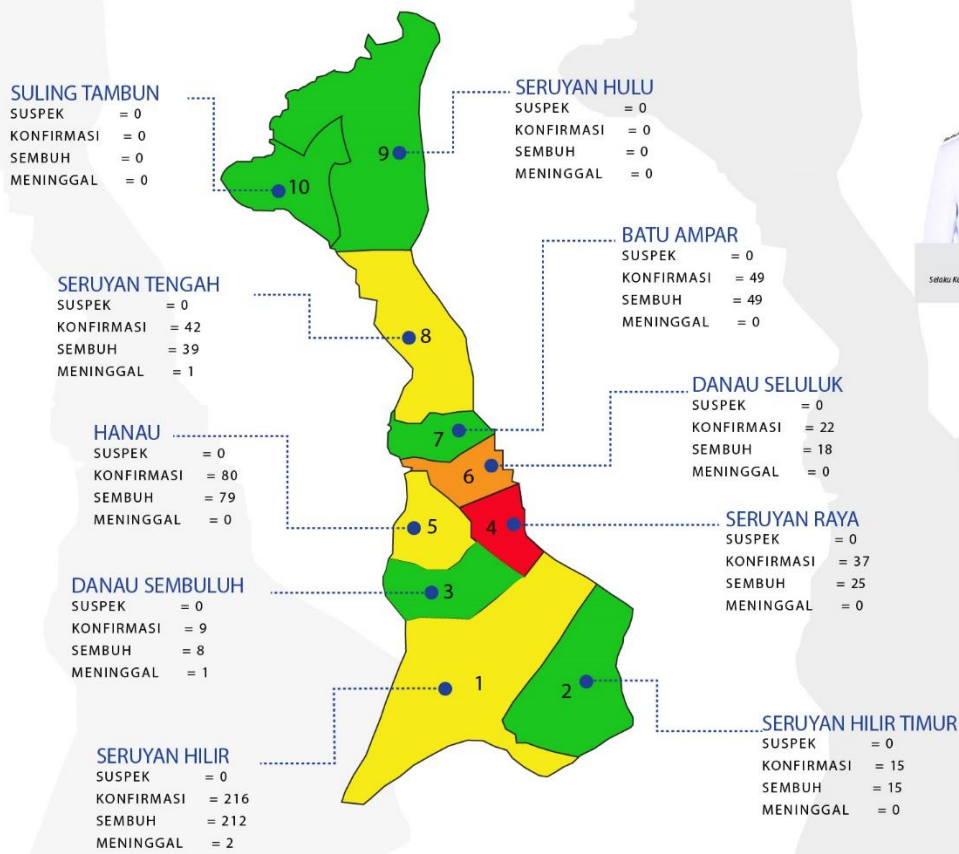 SULING TAMBUN
SUSPEK = 0
KONFIRMASI = 0
SEMBUH = 0
MENINGGAL = 0
SERUYAN HULU
SUSPEK = 0
KONFIRMASI = 0
SEMBUH = 0
MENINGGAL = 0
9
10
Selaku Ke
BATU AMPAR
SUSPEK = 0
KONFIRMASI = 49
SEMBUH = 49
MENINGGAL = 0
SERUYAN TENGAH
SUSPEK = 0
KONFIRMASI = 42
SEMBUH = 39
MENINGGAL = 1
8
DANAU SELULUK
SUSPEK = 0
KONFIRMASI = 22
SEMBUH = 18
MENINGGAL = 0
7
6
HANAU
SUSPEK = 0
KONFIRMASI = 80
SEMBUH = 79
MENINGGAL = 0
5
4
SERUYAN RAYA
SUSPEK = 0
KONFIRMASI = 37
SEMBUH = 25
MENINGGAL = 0
DANAU SEMBULUH
SUSPEK = 0
KONFIRMASI = 9
SEMBUH = 8
MENINGGAL = 1
3
1
2
SERUYAN HILIR
SUSPEK = 0
KONFIRMASI = 216
SEMBUH = 212
MENINGGAL = 2
SERUYAN HILIR TIMUR
SUSPEK = 0
KONFIRMASI = 15
SEMBUH = 15
MENINGGAL = 0